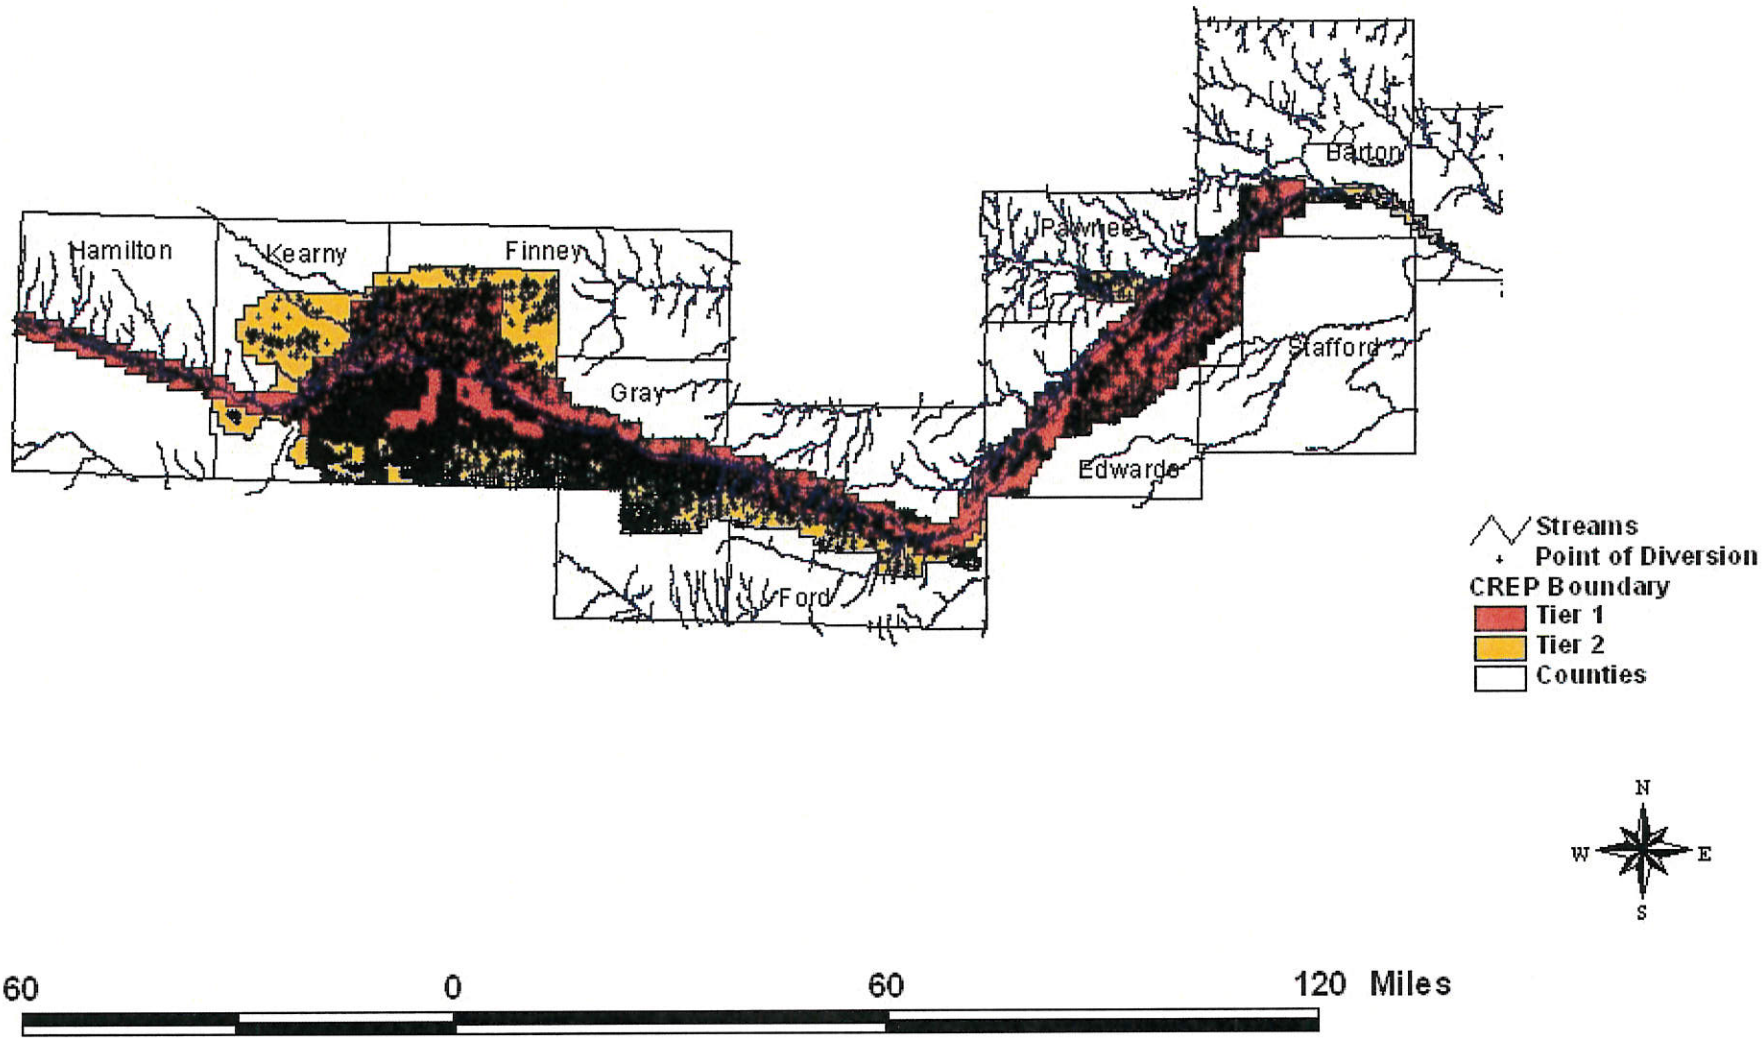 Barton
Pawnee
Hamilton
Kearny
Finney
Stafford
Gray
Edwards
Ford
Streams
Point of Diversion
CREP Boundary
Tier 1
Tier 2
Counties
N
W E
S
60 0 60 120 Miles